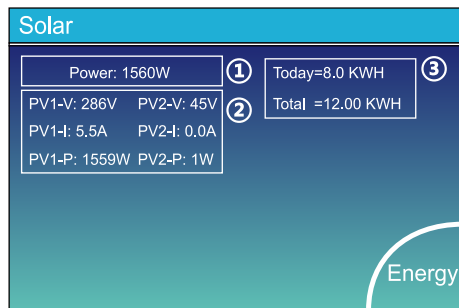 Solar
Power: 1560W
①
PV1-V: 286V PV2-V: 45V
②
PV1-I: 5.5A PV2-I: 0.0A
PV1-P: 1559W PV2-P: 1W
Today=8.0 KWH
③
Total =12.00 KWH
Energy